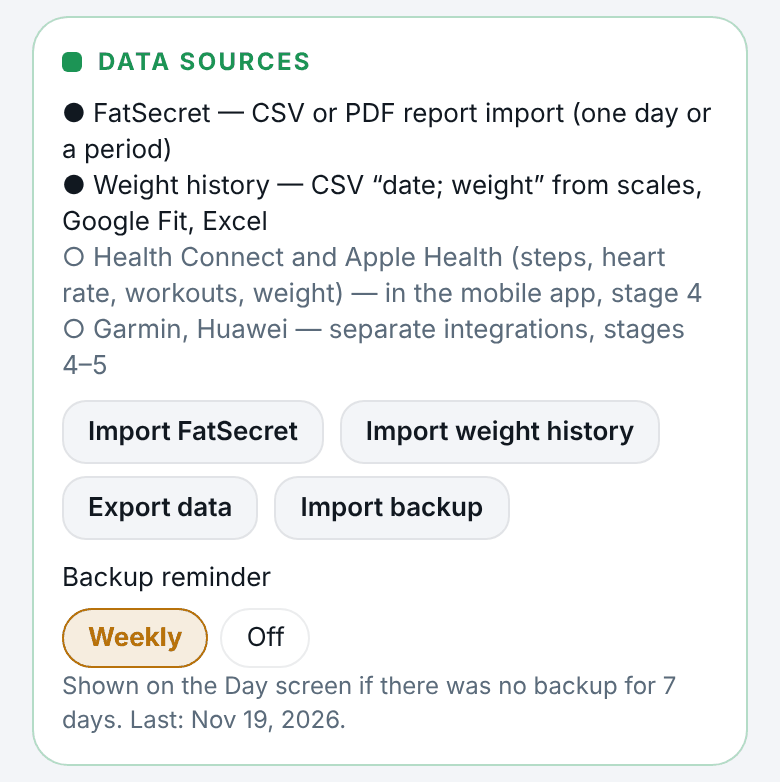 DATA SOURCES
● FatSecret — CSV or PDF report import (one day or
a period)
● Weight history — CSV “date; weight” from scales,
Google Fit, Excel
○ Health Connect and Apple Health (steps, heart
rate, workouts, weight) — in the mobile app, stage 4
○ Garmin, Huawei — separate integrations, stages
4–5
Import FatSecret
Import weight history
Export data
Import backup
Backup reminder
Weekly
Off
Shown on the Day screen if there was no backup for 7
days. Last: Nov 19, 2026.